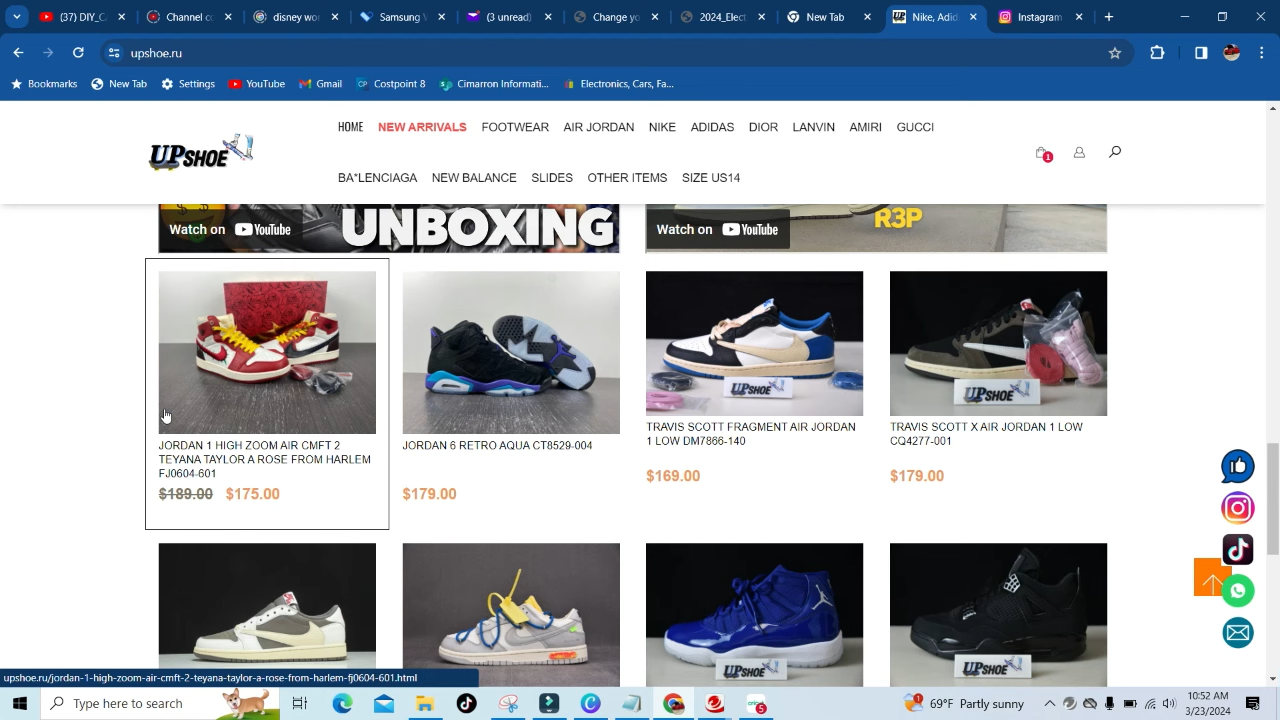 (37) DIY_C
Channel c
Balenciaga
Samsung V
(3 unread)
Change yo
2024_Elect
Nike, Adid
Instagram
upshoe.ru
Bookmarks New Tab Settings YouTube Gmail Costpoint 8 Cimarron Informati... Electronics, Cars, Fa...
HOME NEW ARRIVALS FOOTWEAR AIR JORDAN NIKE ADIDAS DIOR LANVIN AMIRI GUCCI
UPSHOE
1
BA*LENCIAGA NEW BALANCE SLIDES OTHER ITEMS SIZE US14
Watch on YouTube
UNBOXING
Watch on YouTube
R3P
UPSHOE
UPSHOE
JORDAN 1 HIGH ZOOM AIR CMFT 2
TEYANA TAYLOR A ROSE FROM HARLEM
FJ0604-601
$189.00 $175.00
JORDAN 6 RETRO AQUA CT8529-004
$179.00
TRAVIS SCOTT FRAGMENT AIR JORDAN
1 LOW DM7866-140
$169.00
TRAVIS SCOTT X AIR JORDAN 1 LOW
CQ4277-001
$179.00
UPSHOE
UPSHOE
upshoe.ru/jordan-1-high-zoom-air-cmft-2-teyana-taylor-a-rose-from-harlem-fj0604-601.html
Type here to search
5
1
69°F Partly sunny
10:52 AM
3/23/2024